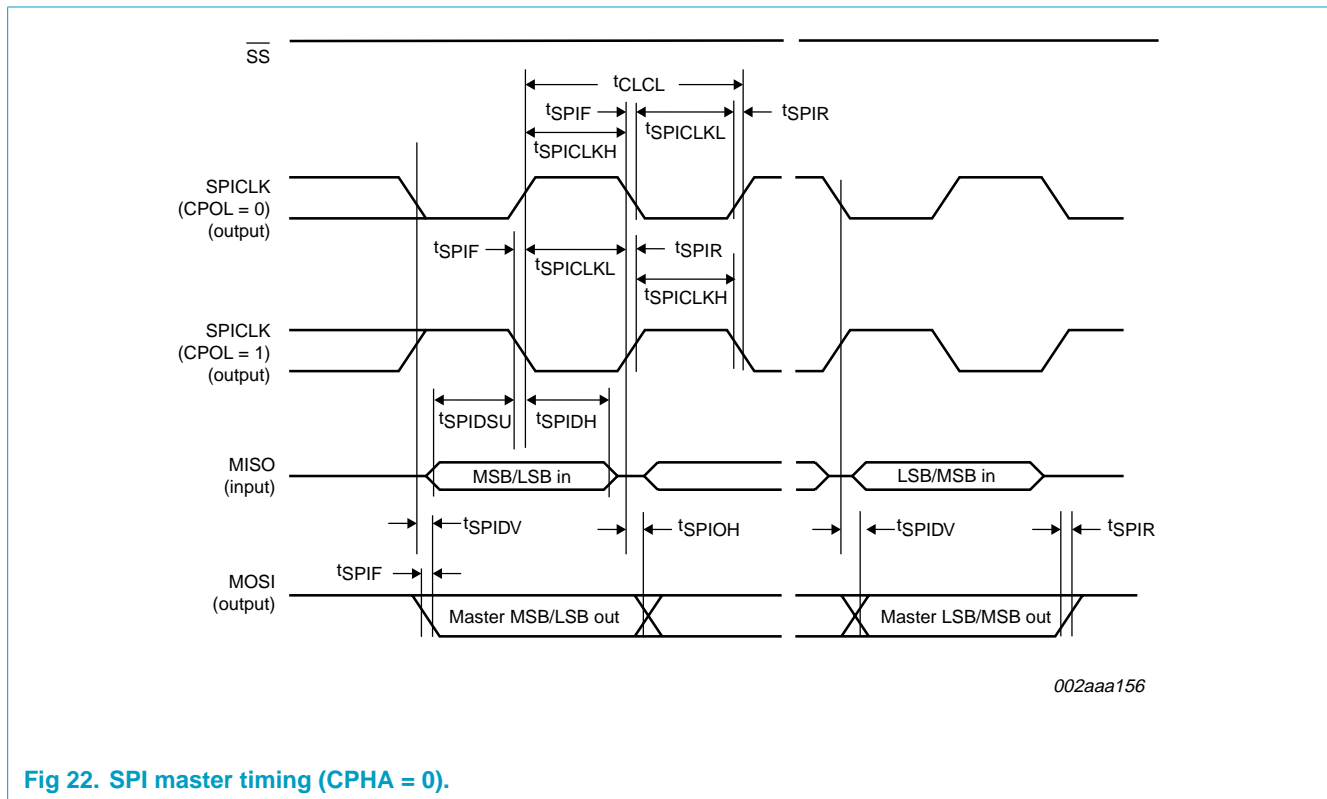 SS
tCLCL
tSPIF
tSPICLKL
tSPIR
tSPICLKH
SPICLK
(CPOL = 0)
(output)
tSPIF
tSPICLKL
tSPIR
tSPICLKH
SPICLK
(CPOL = 1)
(output)
tSPIDSU
tSPIDH
MISO
(input)
MSB/LSB in
LSB/MSB in
tSPIDV
tSPIOH
tSPIDV
tSPIR
tSPIF
MOSI
(output)
Master MSB/LSB out
Master LSB/MSB out
002aaa156
Fig 22. SPI master timing (CPHA = 0).